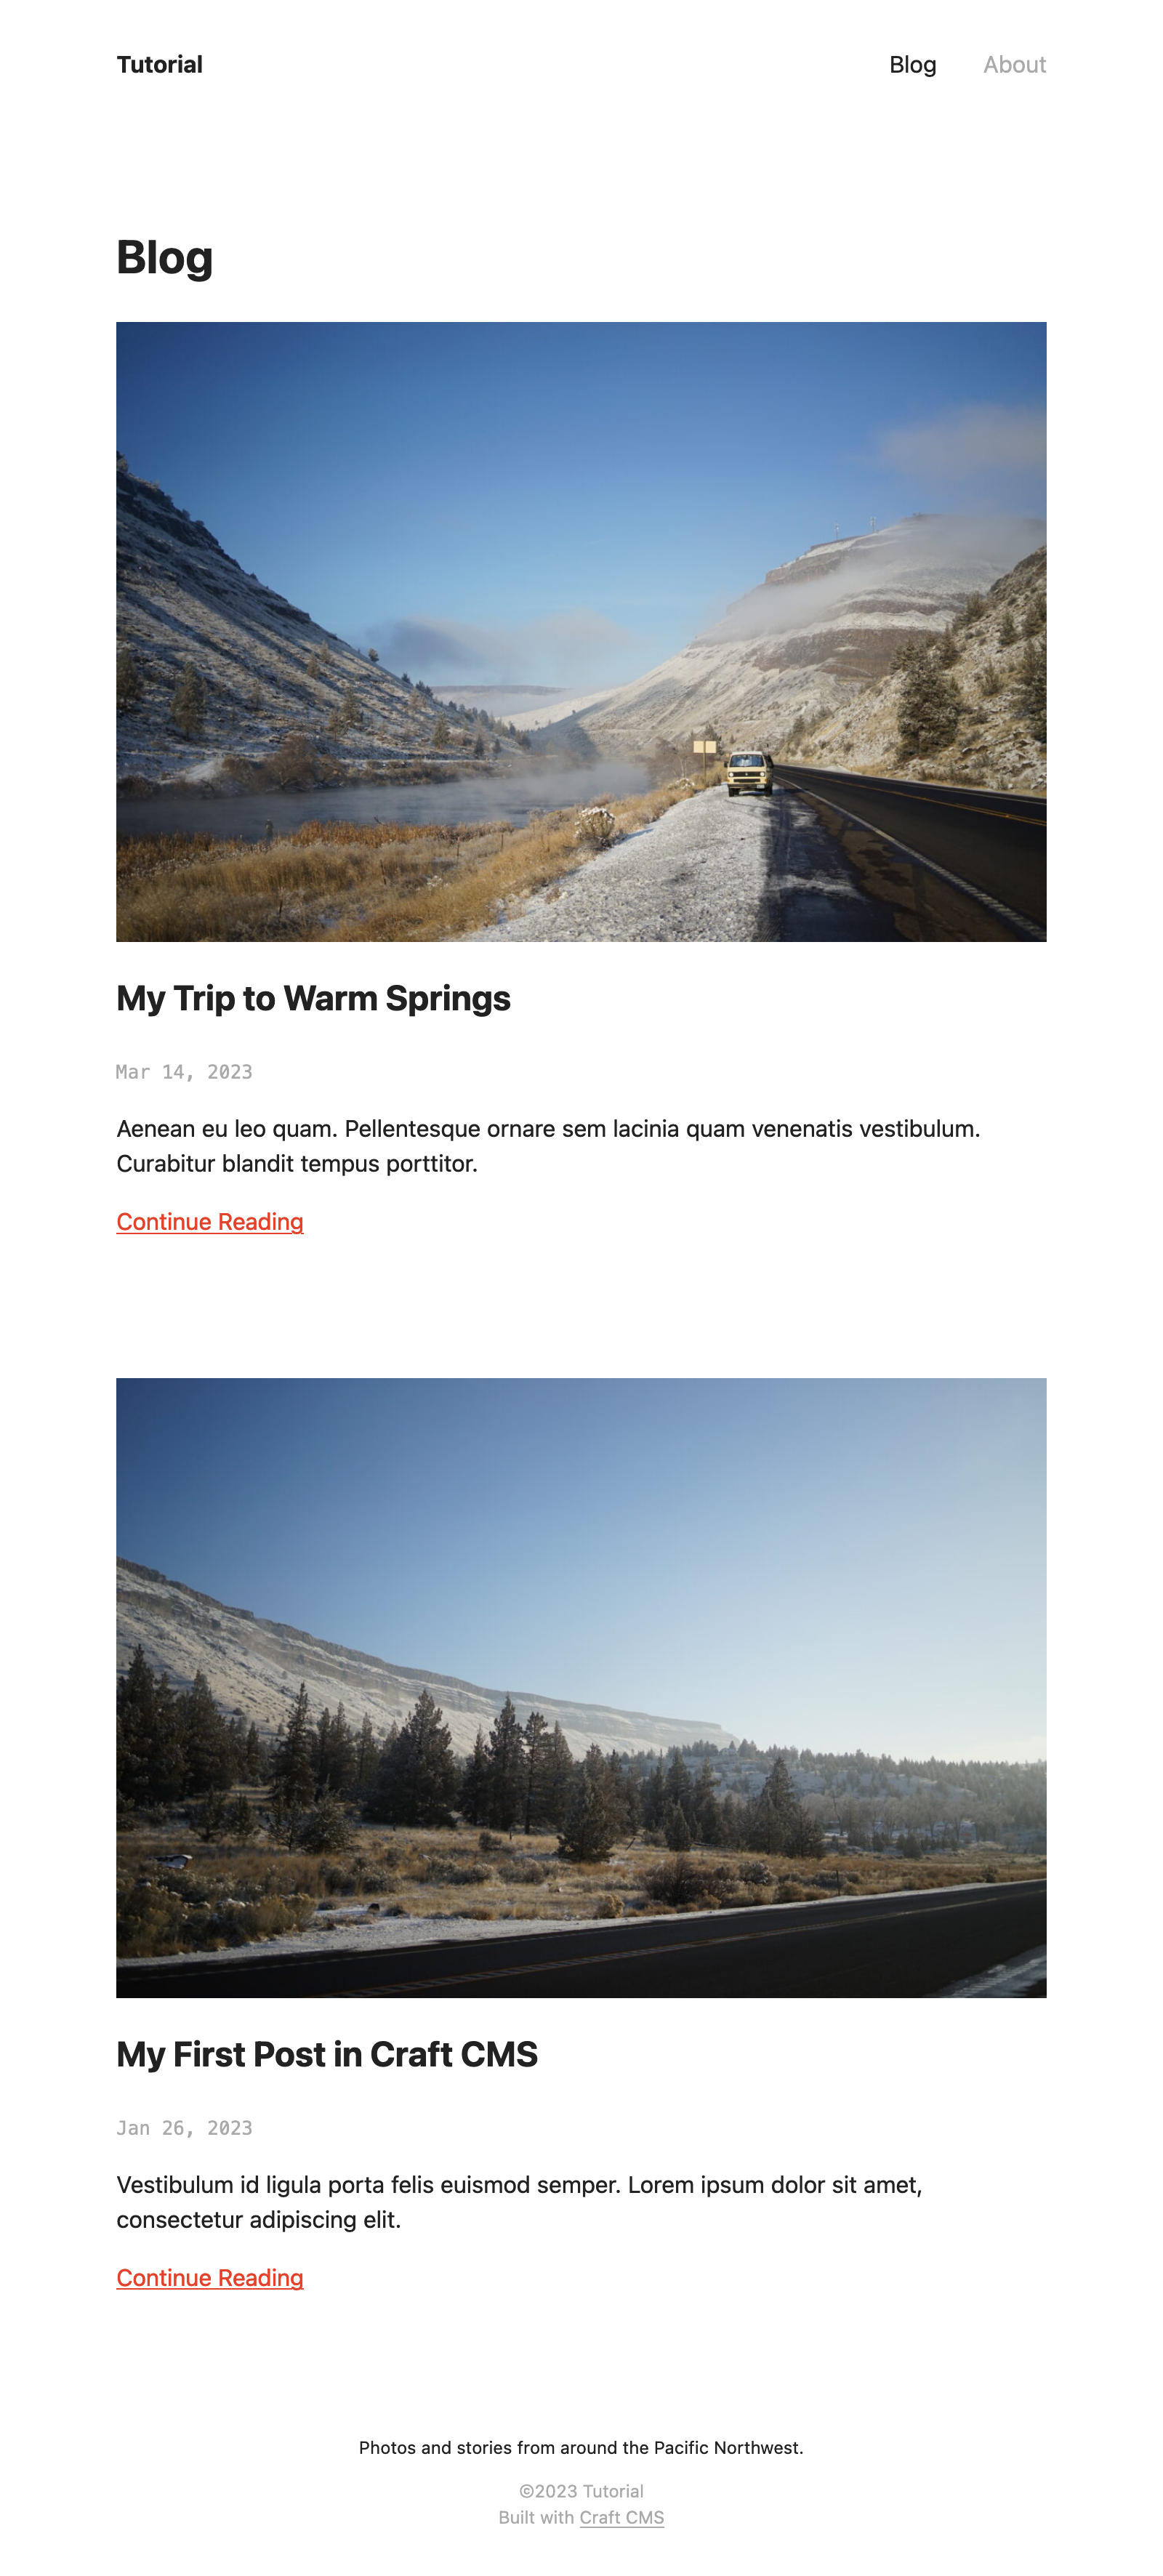 Tutorial
Blog
About
Blog
My Trip to Warm Springs
Mar 14, 2023
Aenean eu leo quam. Pellentesque ornare sem lacinia quam venenatis vestibulum.
Curabitur blandit tempus porttitor.
Continue Reading
My First Post in Craft CMS
Jan 26, 2023
Vestibulum id ligula porta felis euismod semper. Lorem ipsum dolor sit amet,
consectetur adipiscing elit.
Continue Reading
Photos and stories from around the Pacific Northwest.
©2023 Tutorial
Built with Craft CMS